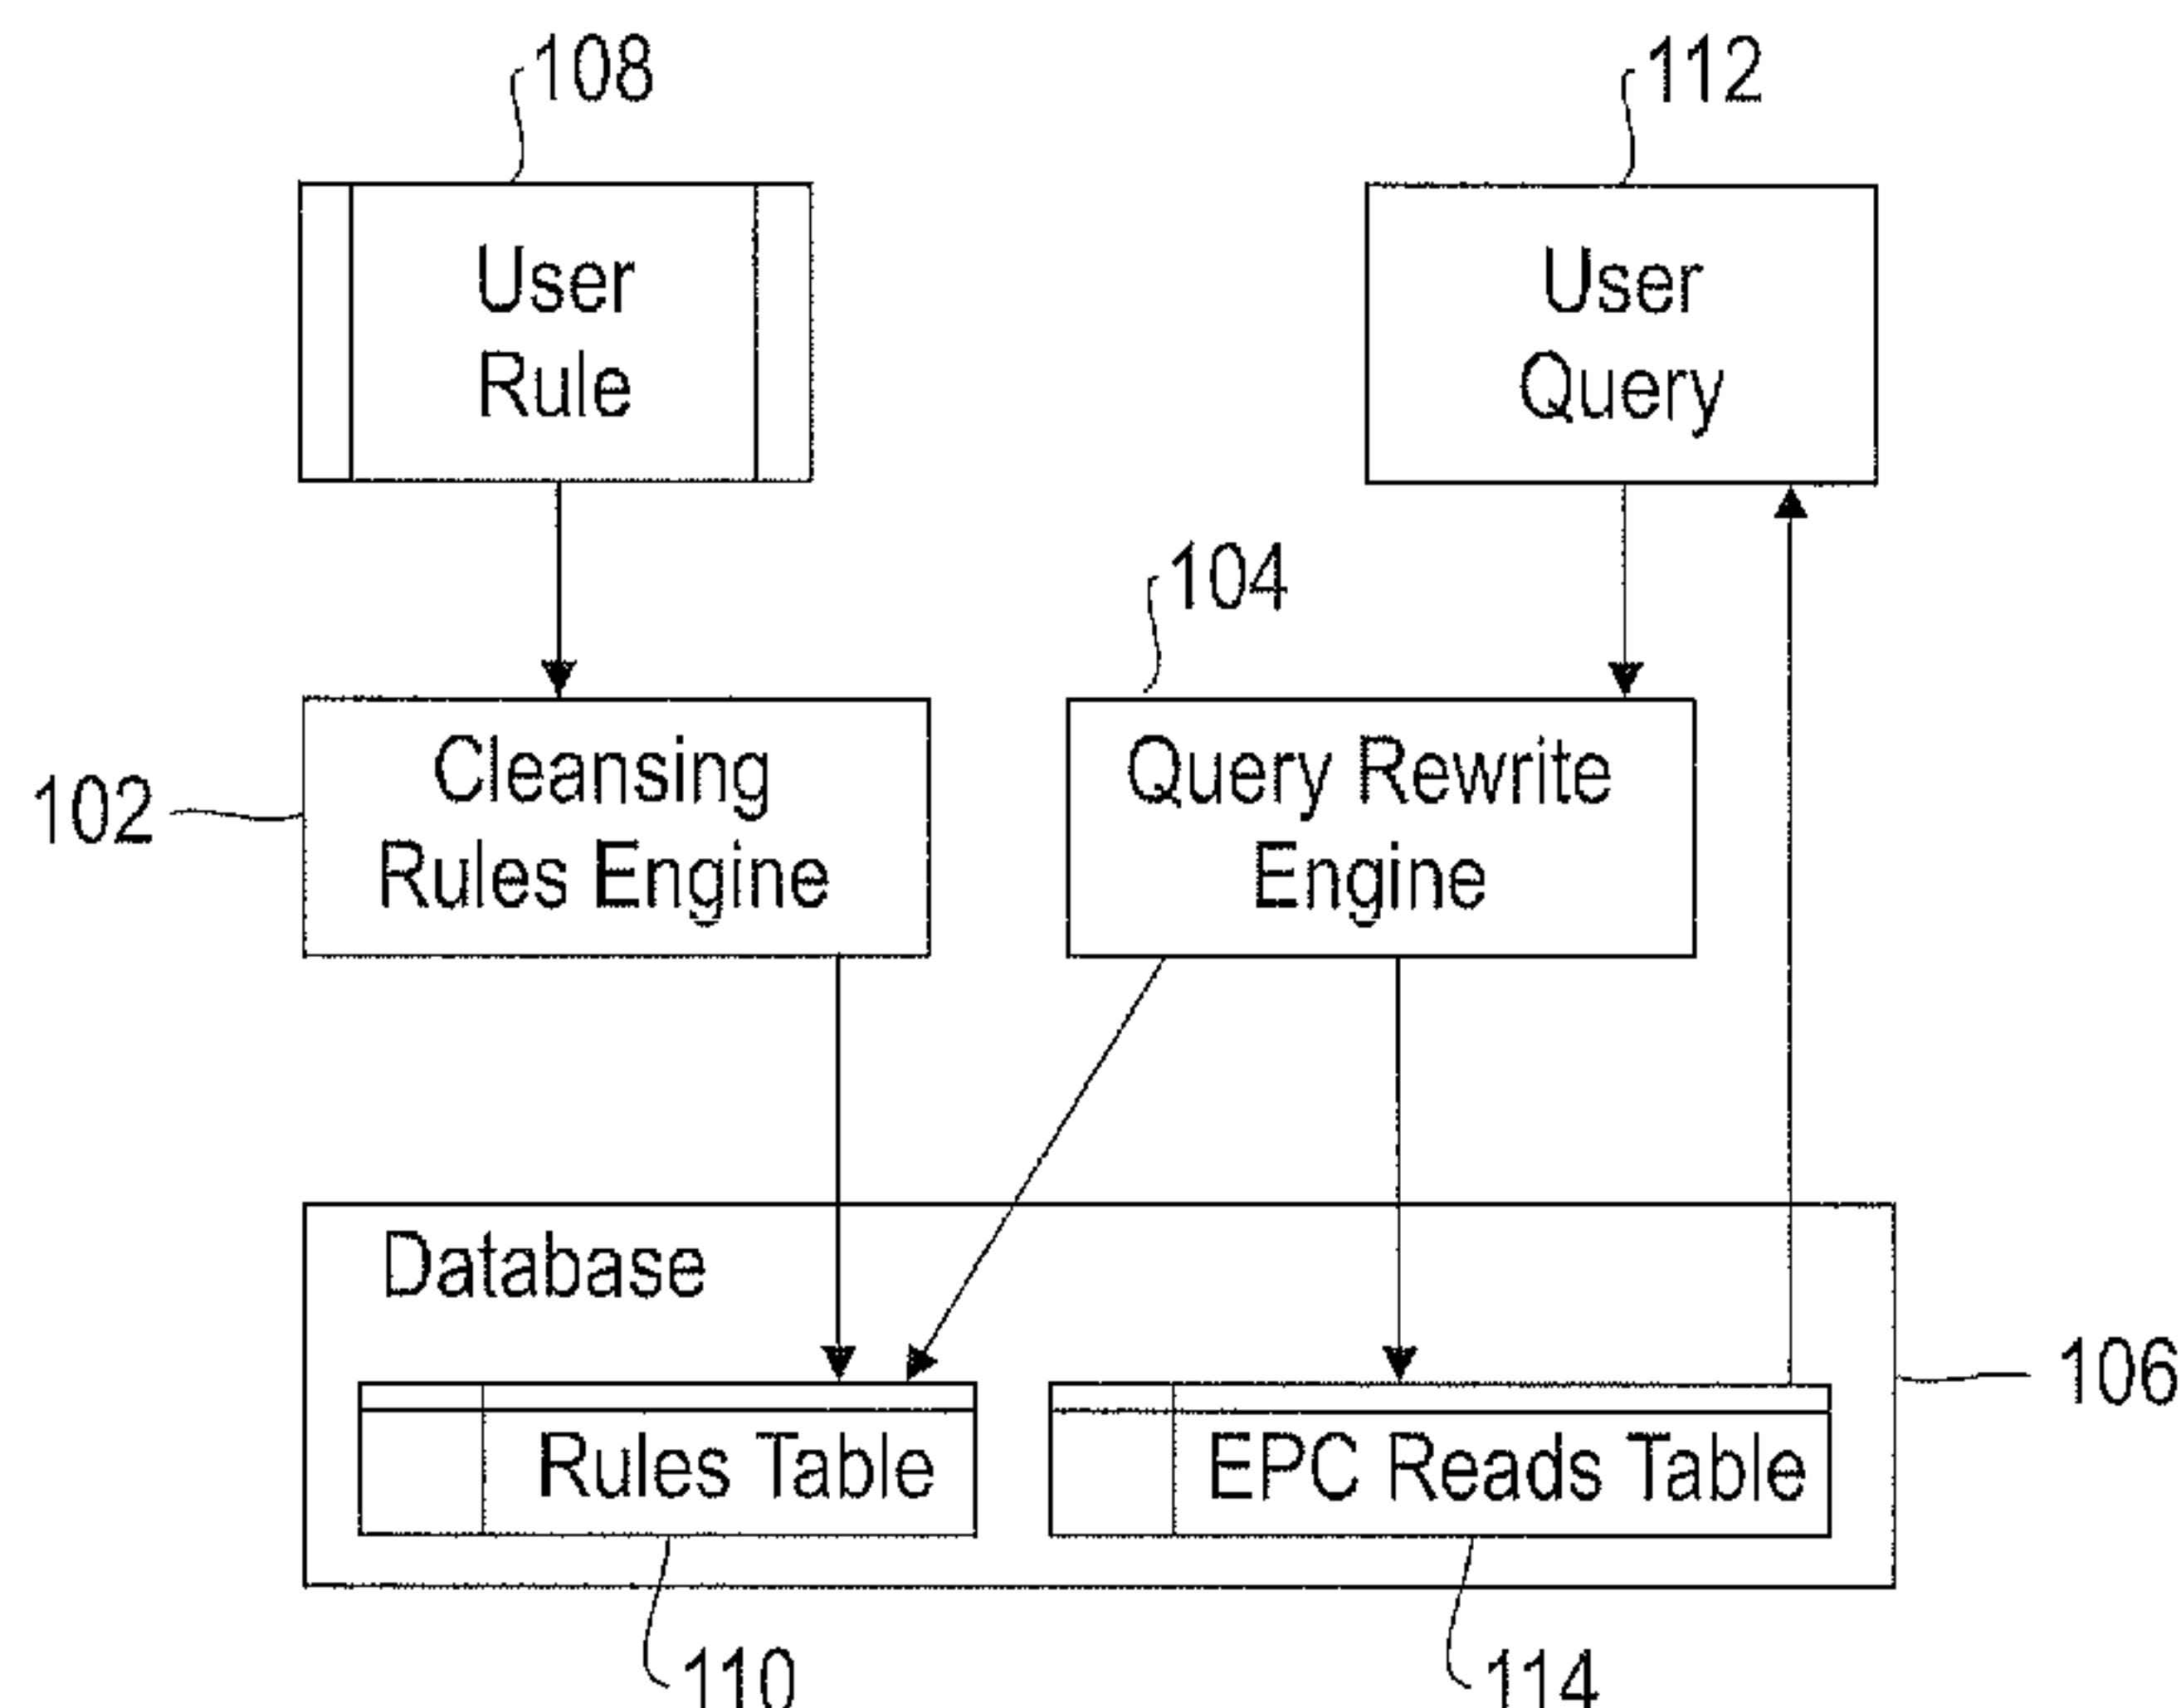 108
112
User
Rule
User
Query
104
Cleansing
Rules Engine
Query Rewrite
Engine
102
Database
106
Rules Table
EPC Reads Table
110
114